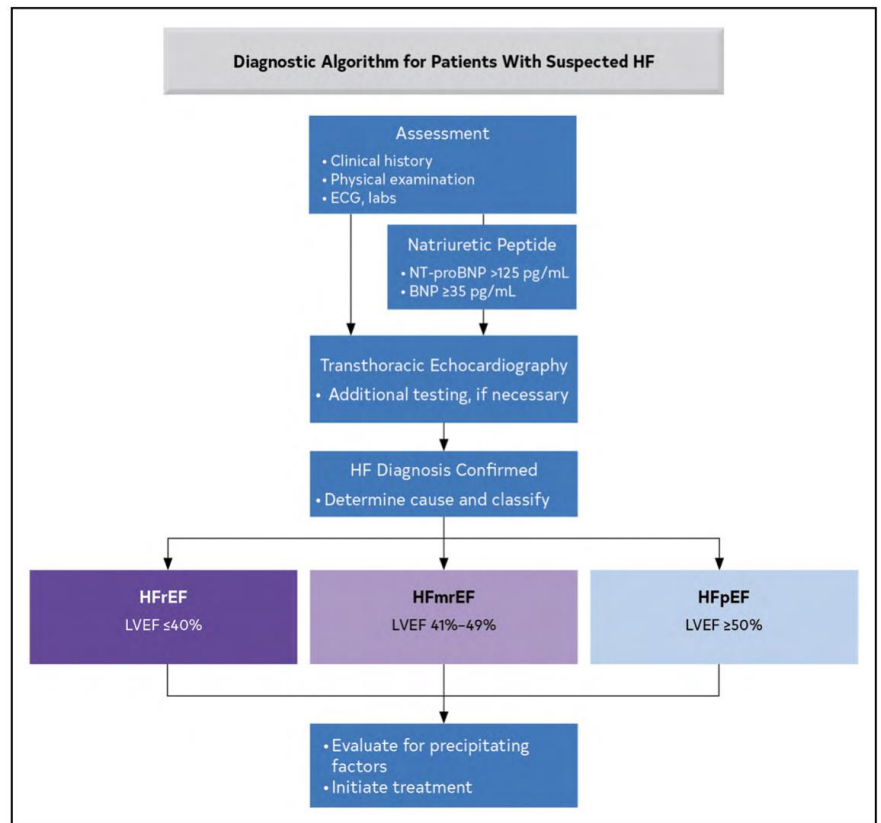 Diagnostic Algorithm for Patients With Suspected HF
Assessment
• Clinical history
• Physical examination
• ECG, labs
Natriuretic Peptide
• NT-proBNP >125 pg/mL
• BNP ≥35 pg/mL
Transthoracic Echocardiography
• Additional testing, if necessary
HF Diagnosis Confirmed
• Determine cause and classify
HFrEF
LVEF ≤40%
HFmrEF
LVEF 41%–49%
HFpEF
LVEF ≥50%
• Evaluate for precipitating
factors
• Initiate treatment